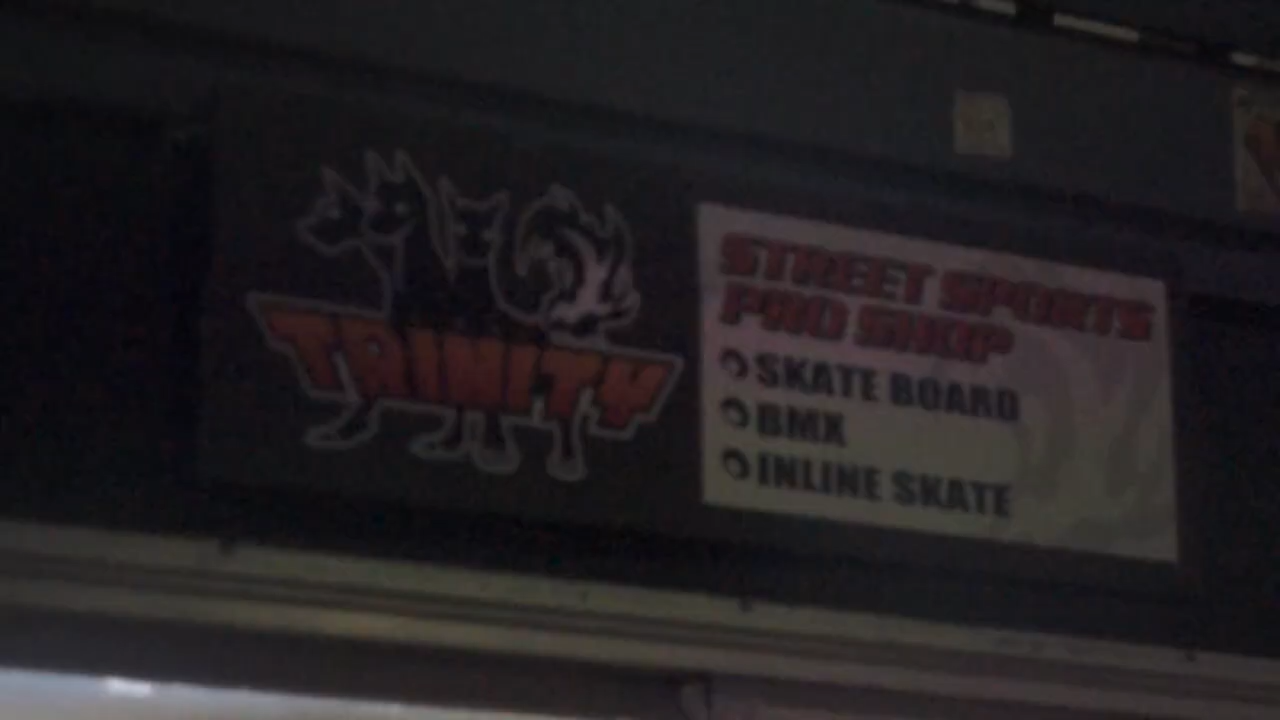 TRINITY
STREET SPORTS
PRO SHOP
SKATE BOARD
BMX
INLINE SKATE